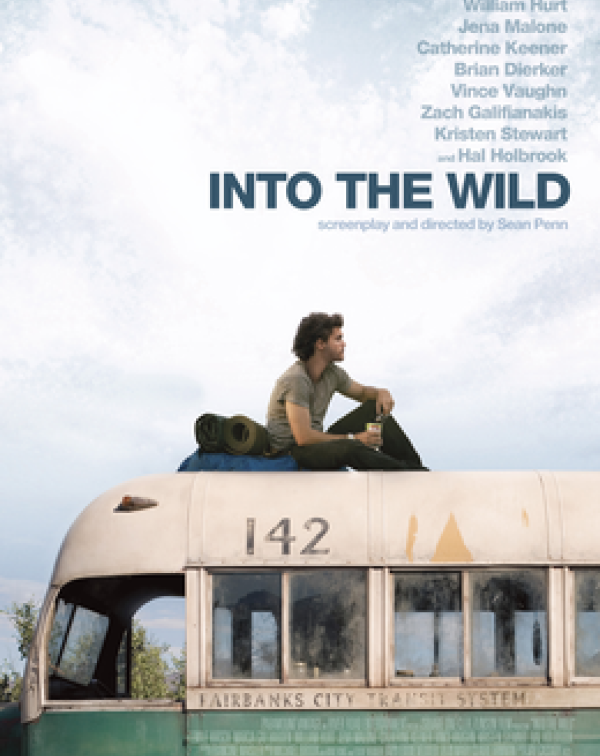 William Hurt
Jena Malone
Catherine Keener
Brian Dierker
Vince Vaughn
Zach Galifianakis
Kristen Stewart
and Hal Holbrook
INTO THE WILD
screenplay and directed by Sean Penn
142
FAIRBANKS CITY TRANSIT SYSTEM